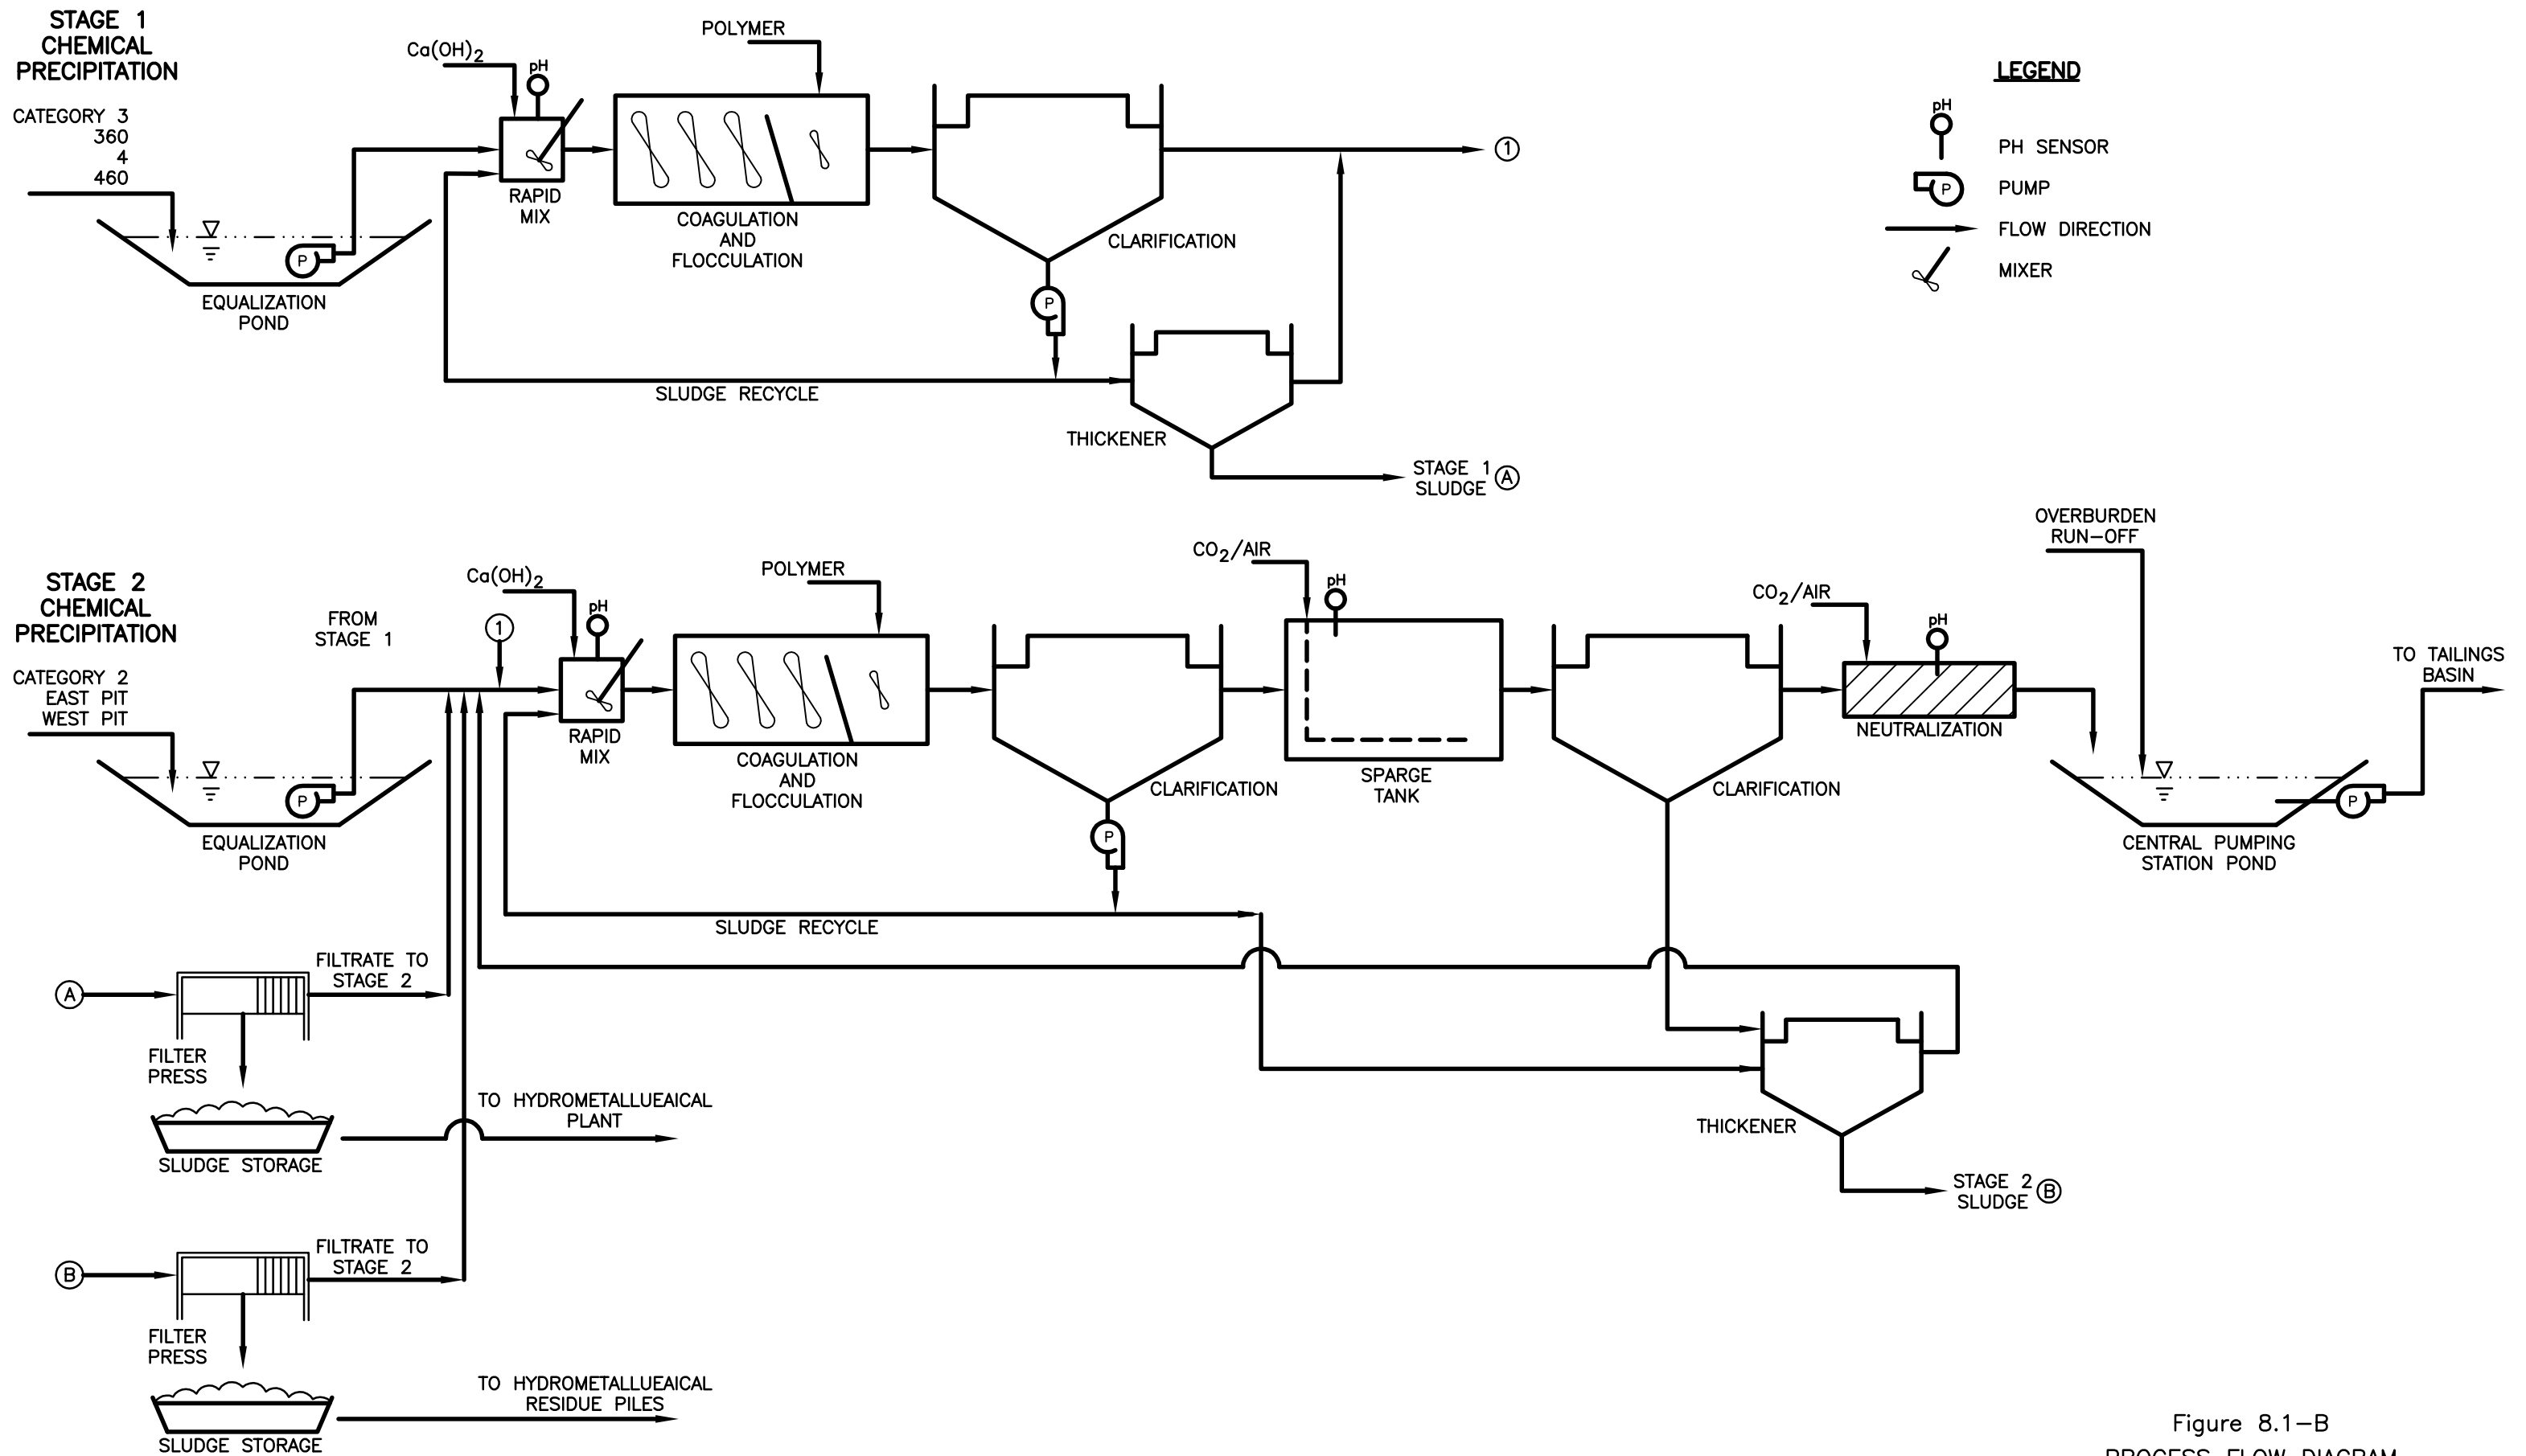 STAGE 1
CHEMICAL
PRECIPITATION
CATEGORY 3
360
4
460
EQUALIZATION
POND
P
Ca(OH)2
pH
RAPID
MIX
POLYMER
COAGULATION
AND
FLOCCULATION
CLARIFICATION
P
SLUDGE RECYCLE
THICKENER
1
STAGE 1
SLUDGE
A
LEGEND
pH
PH SENSOR
P
PUMP
FLOW DIRECTION
MIXER
STAGE 2
CHEMICAL
PRECIPITATION
CATEGORY 2
EAST PIT
WEST PIT
EQUALIZATION
POND
P
FROM
STAGE 1
1
Ca(OH)2
pH
RAPID
MIX
POLYMER
COAGULATION
AND
FLOCCULATION
CLARIFICATION
P
SLUDGE RECYCLE
CO2/AIR
pH
SPARGE
TANK
CLARIFICATION
CO2/AIR
pH
NEUTRALIZATION
OVERBURDEN
RUN-OFF
TO TAILINGS
BASIN
P
CENTRAL PUMPING
STATION POND
A
FILTRATE TO
STAGE 2
FILTER
PRESS
SLUDGE STORAGE
TO HYDROMETALLUEAICAL
PLANT
THICKENER
STAGE 2
SLUDGE
B
B
FILTRATE TO
STAGE 2
FILTER
PRESS
SLUDGE STORAGE
TO HYDROMETALLUEAICAL
RESIDUE PILES
Figure 8.1-B
PROCESS FLOW DIAGRAM